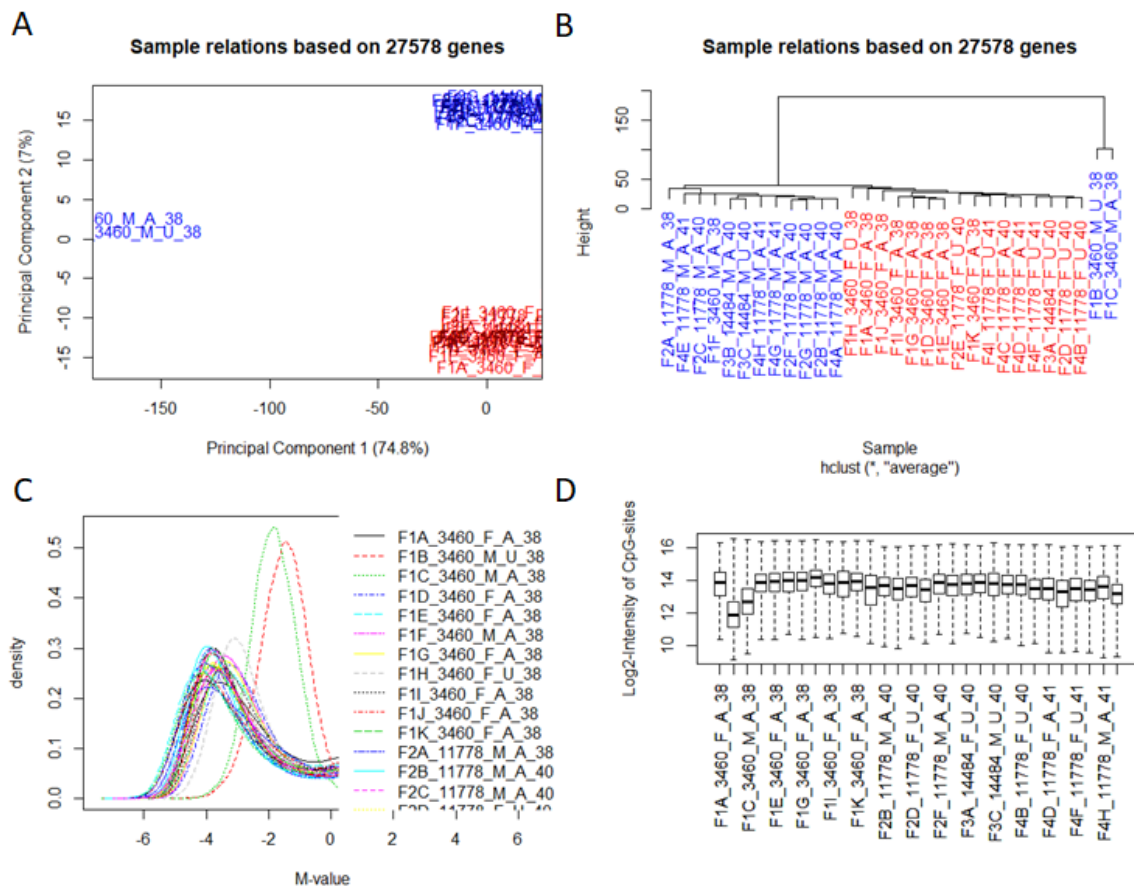 A
B
Sample relations based on 27578 genes
Sample relations based on 27578 genes
Principal Component 2 (7%)
15
10
5
0
-5
-10
-15
60_M_A_38
3460_M_U_38
F1A_3460_F_
-150
-100
-50
0
Principal Component 1 (74.8%)
Height
150
50
0
F2A_11778_M_A_38
F4E_11778_M_A_41
F2C_11778_M_A_40
F1F_3460_M_A_38
F3B_14484_M_A_40
F3C_14484_M_U_40
F4H_11778_M_A_41
F4G_11778_M_A_41
F2F_11778_M_A_40
F2G_11778_M_A_40
F2B_11778_M_A_40
F4A_11778_M_A_40
F1H_3460_F_U_38
F1A_3460_F_A_38
F1J_3460_F_A_38
F1I_3460_F_A_38
F1G_3460_F_A_38
F1D_3460_F_A_38
F1E_3460_F_A_38
F2E_11778_F_U_40
F1K_3460_F_A_38
F4I_11778_F_U_41
F4C_11778_F_A_40
F4D_11778_F_A_41
F4F_11778_F_U_41
F3A_14484_F_U_40
F2D_11778_F_U_40
F4B_11778_F_U_40
F1B_3460_M_U_38
F1C_3460_M_A_38
Sample
hclust (*, "average")
C
D
density
0.5
0.4
0.3
0.2
0.1
0.0
-6
-4
-2
0
2
4
6
M-value
F1A_3460_F_A_38
F1B_3460_M_U_38
F1C_3460_M_A_38
F1D_3460_F_A_38
F1E_3460_F_A_38
F1F_3460_M_A_38
F1G_3460_F_A_38
F1H_3460_F_U_38
F1I_3460_F_A_38
F1J_3460_F_A_38
F1K_3460_F_A_38
F2A_11778_M_A_38
F2B_11778_M_A_40
F2C_11778_M_A_40
Log2-Intensity of CpG-sites
16
14
12
10
F1A_3460_F_A_38
F1C_3460_M_A_38
F1E_3460_F_A_38
F1G_3460_F_A_38
F1I_3460_F_A_38
F1K_3460_F_A_38
F2B_11778_M_A_40
F2D_11778_F_U_40
F2F_11778_M_A_40
F3A_14484_F_U_40
F3C_14484_M_U_40
F4B_11778_F_U_40
F4D_11778_F_A_41
F4F_11778_F_U_41
F4H_11778_M_A_41